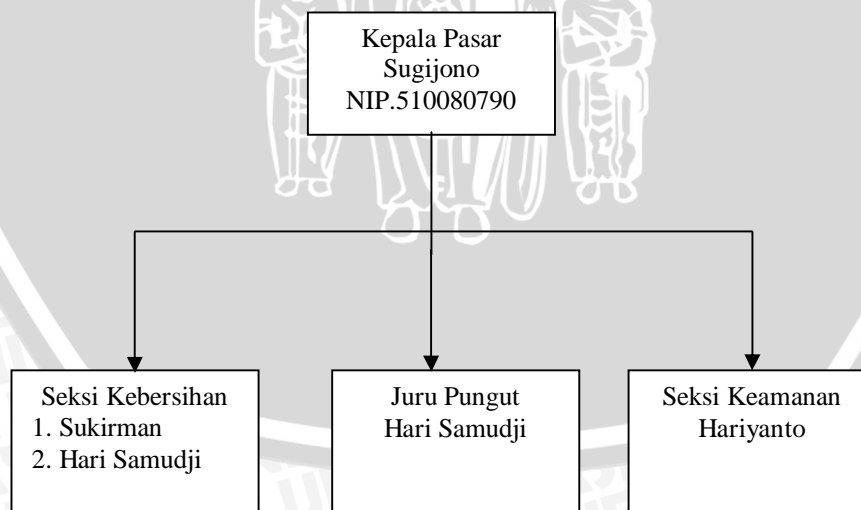 Kepala Pasar
Sugijono
NIP.510080790
Seksi Kebersihan
1. Sukirman
2. Hari Samudji
Juru Pungut
Hari Samudji
Seksi Keamanan
Hariyanto